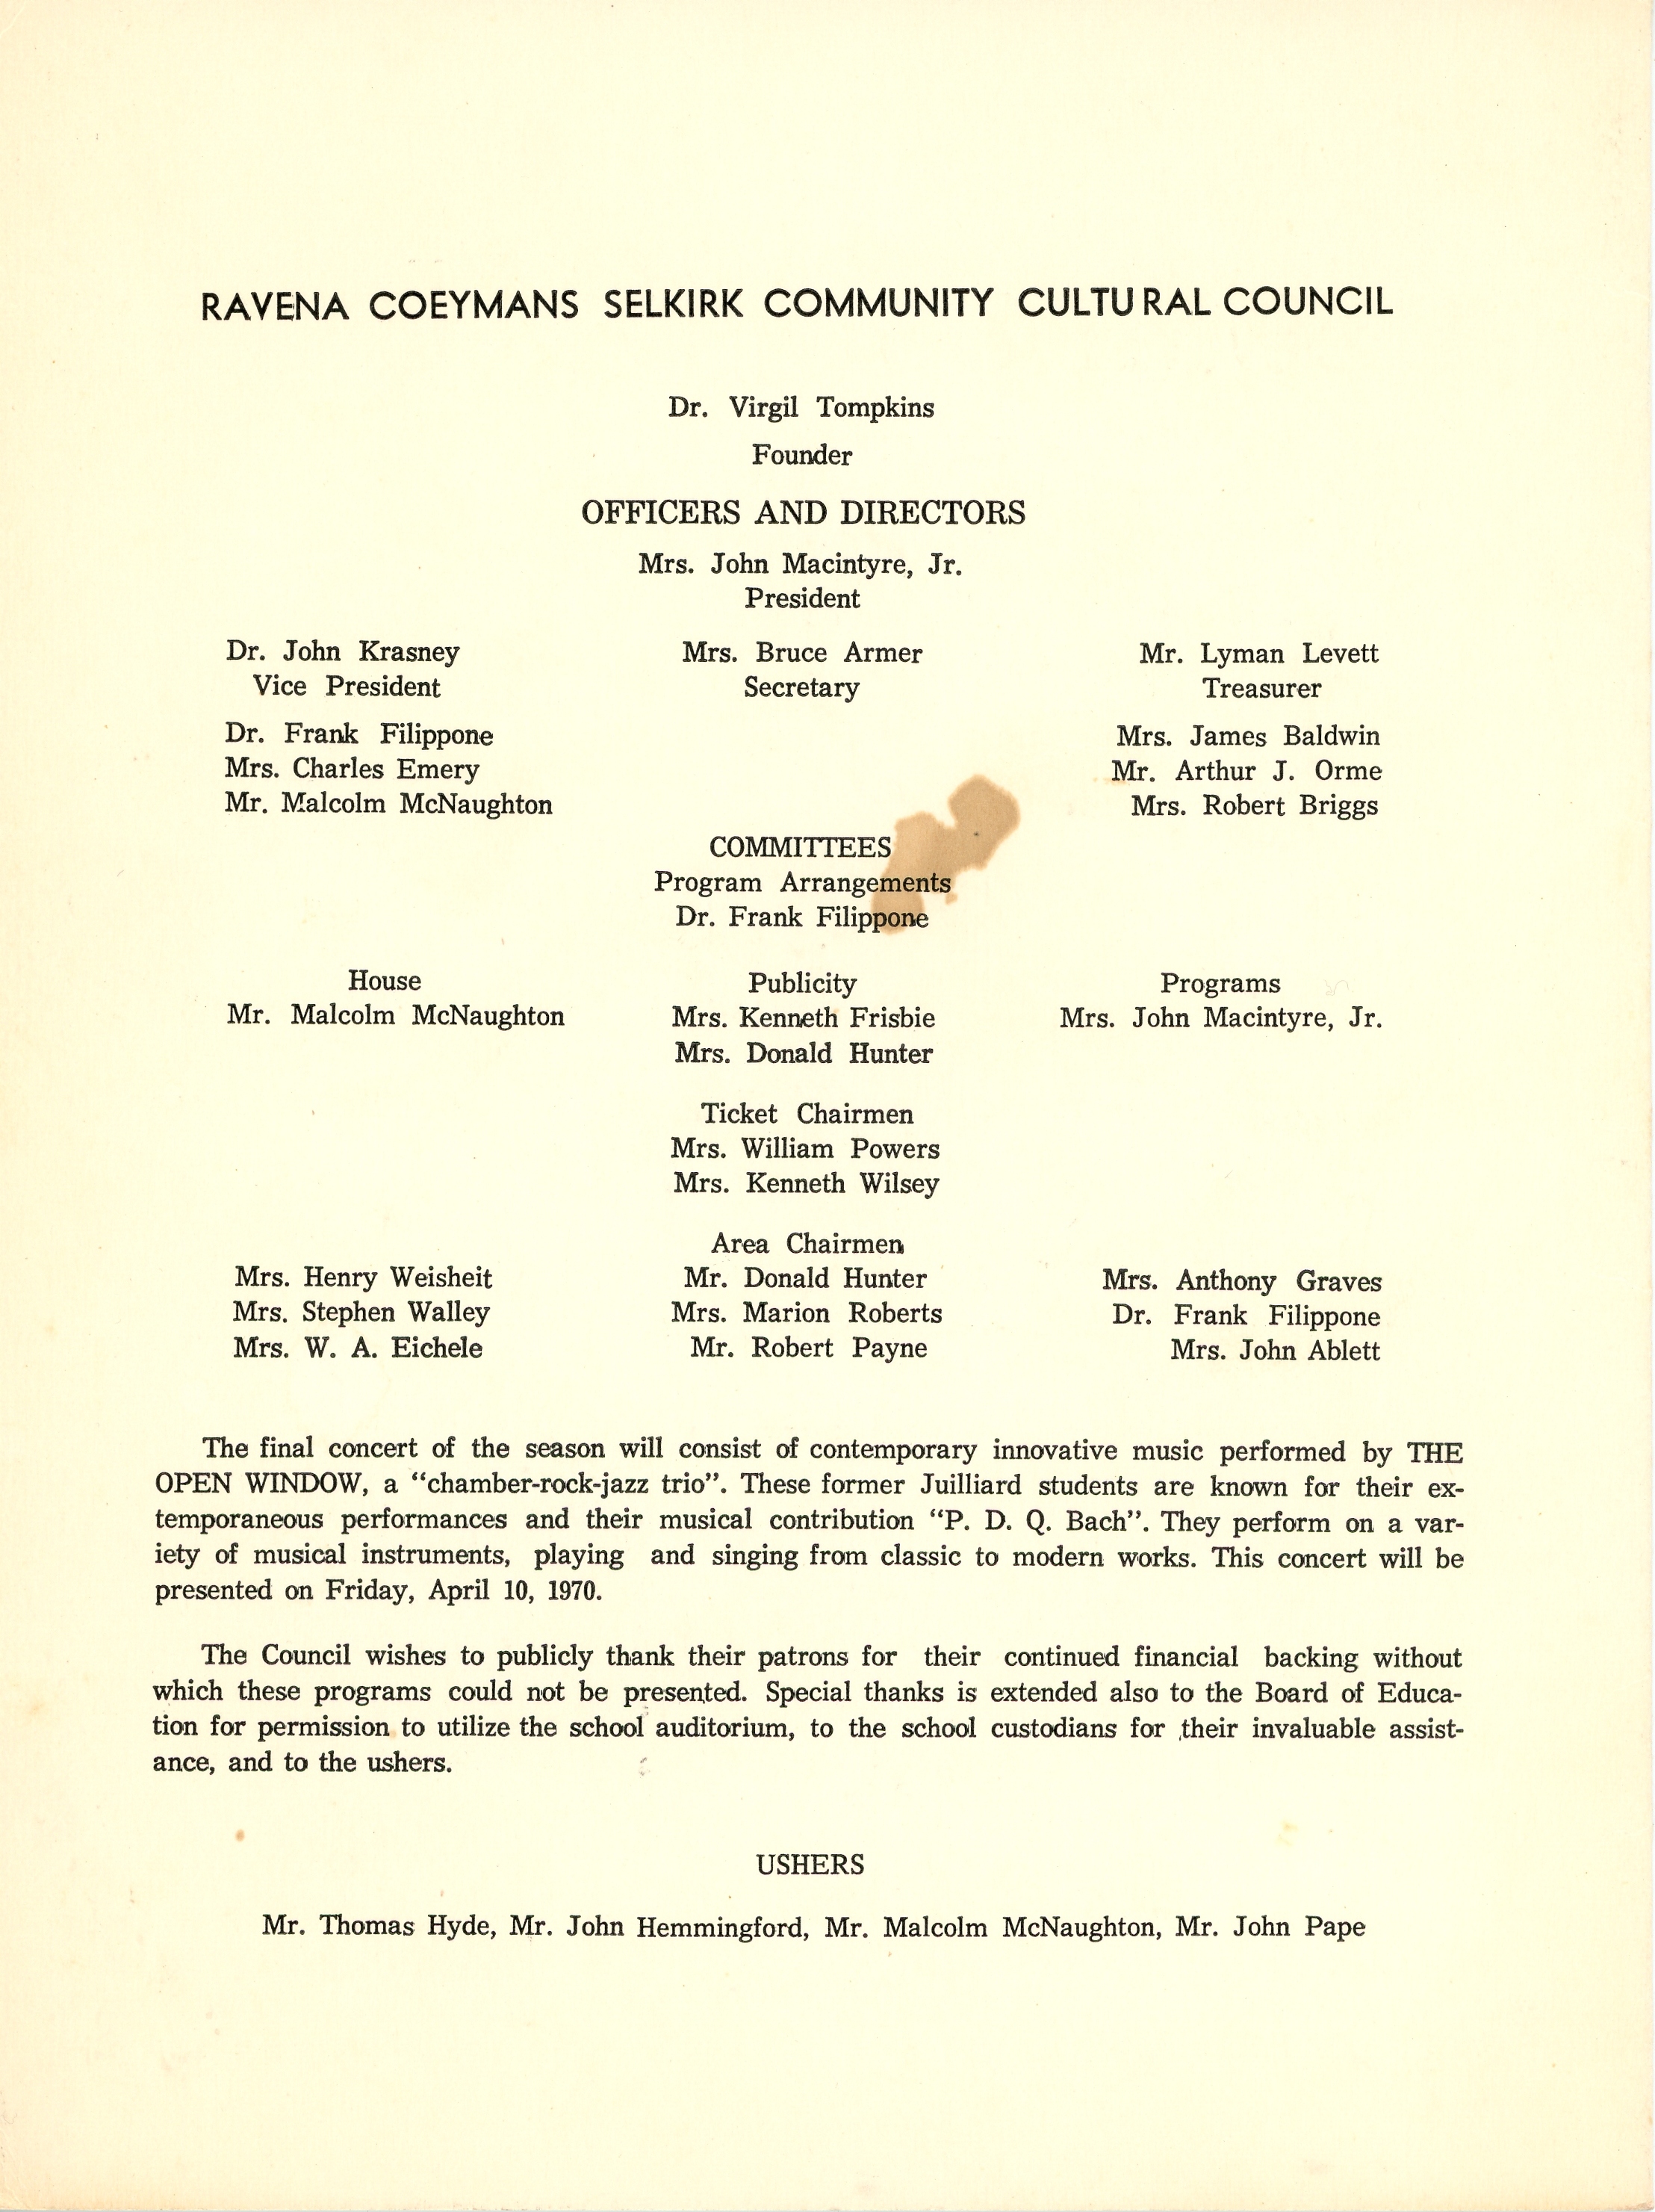 RAVENA COEYMANS SELKIRK COMMUNITY CULTURAL COUNCIL
Dr. Virgil Tompkins
Founder
OFFICERS AND DIRECTORS
Mrs. John Macintyre, Jr.
President
Dr. John Krasney Mrs. Bruce Armer Mr. Lyman Levett
Vice President Secretary Treasurer
Dr. Frank Filippone Mrs. James Baldwin
Mrs. Charles Emery Mr. Arthur J. Orme
Mr. Malcolm McNaughton Mrs. Robert Briggs
COMMITTEES
Program Arrangements
Dr. Frank Filippone
House Publicity Programs
Mr. Malcolm McNaughton Mrs. Kenneth Frisbie Mrs. John Macintyre, Jr.
Mrs. Donald Hunter
Ticket Chairmen
Mrs. William Powers
Mrs. Kenneth Wilsey
Area Chairmen
Mrs. Henry Weisheit Mr. Donald Hunter Mrs. Anthony Graves
Mrs. Stephen Walley Mrs. Marion Roberts Dr. Frank Filippone
Mrs. W. A. Eichele Mr. Robert Payne Mrs. John Ablett
The final concert of the season will consist of contemporary innovative music performed by THE
OPEN WINDOW, a “chamber-rock-jazz trio”. These former Juilliard students are known for their ex-
temporaneous performances and their musical contribution “P. D. Q. Bach”. They perform on a var-
iety of musical instruments, playing and singing from classic to modern works. This concert will be
presented on Friday, April 10, 1970.
The Council wishes to publicly thank their patrons for their continued financial backing without
which these programs could not be presented. Special thanks is extended also to the Board of Educa-
tion for permission to utilize the school auditorium, to the school custodians for their invaluable assist-
ance, and to the ushers.
USHERS
Mr. Thomas Hyde, Mr. John Hemmingford, Mr. Malcolm McNaughton, Mr. John Pape